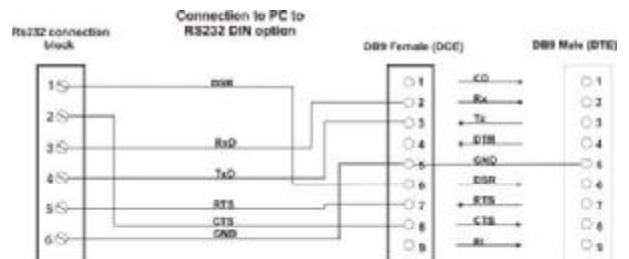 Connection to PC to
RS232 DIN option
Rs232 connection
block
DB9 Female (DCE)
DB9 Male (DTE)
1
2
3
4
5
6
DSR
RxD
TxD
RTS
CTS
GND
1
2
3
4
5
6
7
8
9
CD
Rx
Tx
DTR
GND
DSR
RTS
CTS
RI
1
2
3
4
5
6
7
8
9